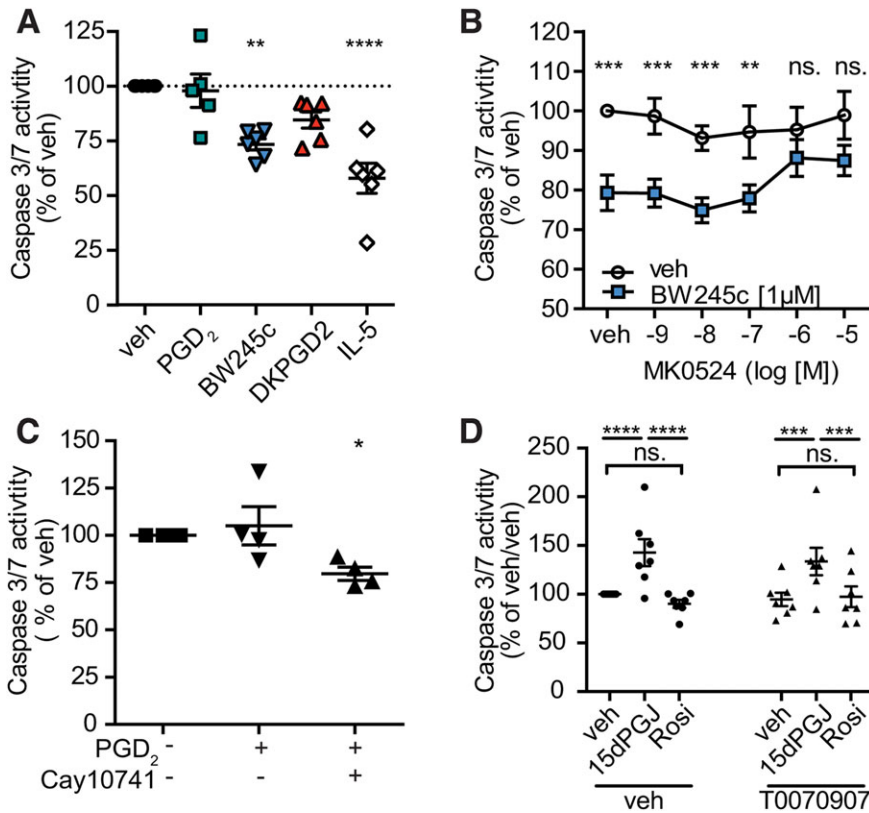 A
Caspase 3/7 activtity
(% of veh)
125
100
75
50
25
0
** ****
veh
PGD2
BW245c
DKPGD2
IL-5
B
Caspase 3/7 activtity
(% of veh)
120
110
100
90
80
70
60
50
*** *** *** ** ns. ns.
veh
BW245c [1µM]
veh -9 -8 -7 -6 -5
MK0524 (log [M])
C
Caspase 3/7 activtity
( % of veh)
150
125
100
75
50
25
0
*
PGD2 - + +
Cay10741 - - +
D
Caspase 3/7 activtity
(% of veh/veh)
250
200
150
100
50
0
**** **** *** ***
ns. ns.
veh
15dPGJ
Rosi
veh
15dPGJ
Rosi
veh T0070907